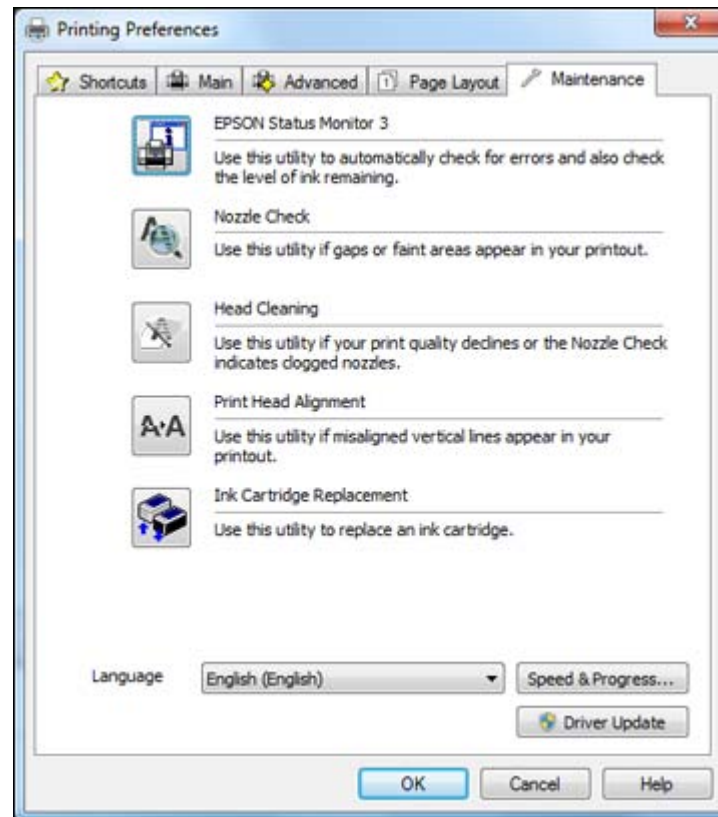 Printing Preferences
Shortcuts Main Advanced 1 Page Layout Maintenance
EPSON Status Monitor 3
Use this utility to automatically check for errors and also check
the level of ink remaining.
Nozzle Check
Use this utility if gaps or faint areas appear in your printout.
Head Cleaning
Use this utility if your print quality declines or the Nozzle Check
indicates clogged nozzles.
Print Head Alignment
A A
Use this utility if misaligned vertical lines appear in your
printout.
Ink Cartridge Replacement
Use this utility to replace an ink cartridge.
Language English (English) Speed & Progress...
Driver Update
OK Cancel Help